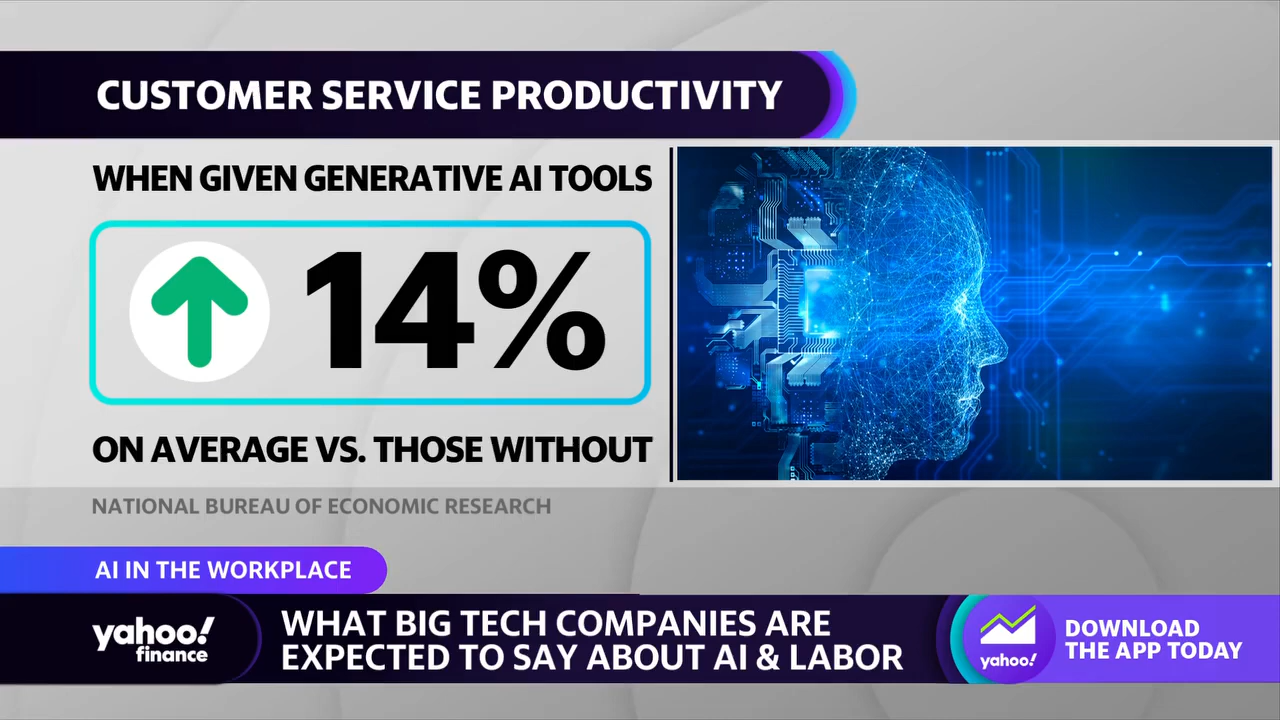 CUSTOMER SERVICE PRODUCTIVITY
WHEN GIVEN GENERATIVE AI TOOLS
14%
ON AVERAGE VS. THOSE WITHOUT
NATIONAL BUREAU OF ECONOMIC RESEARCH
AI IN THE WORKPLACE
yahoo!
finance
WHAT BIG TECH COMPANIES ARE
EXPECTED TO SAY ABOUT AI & LABOR
yahoo!
DOWNLOAD
THE APP TODAY